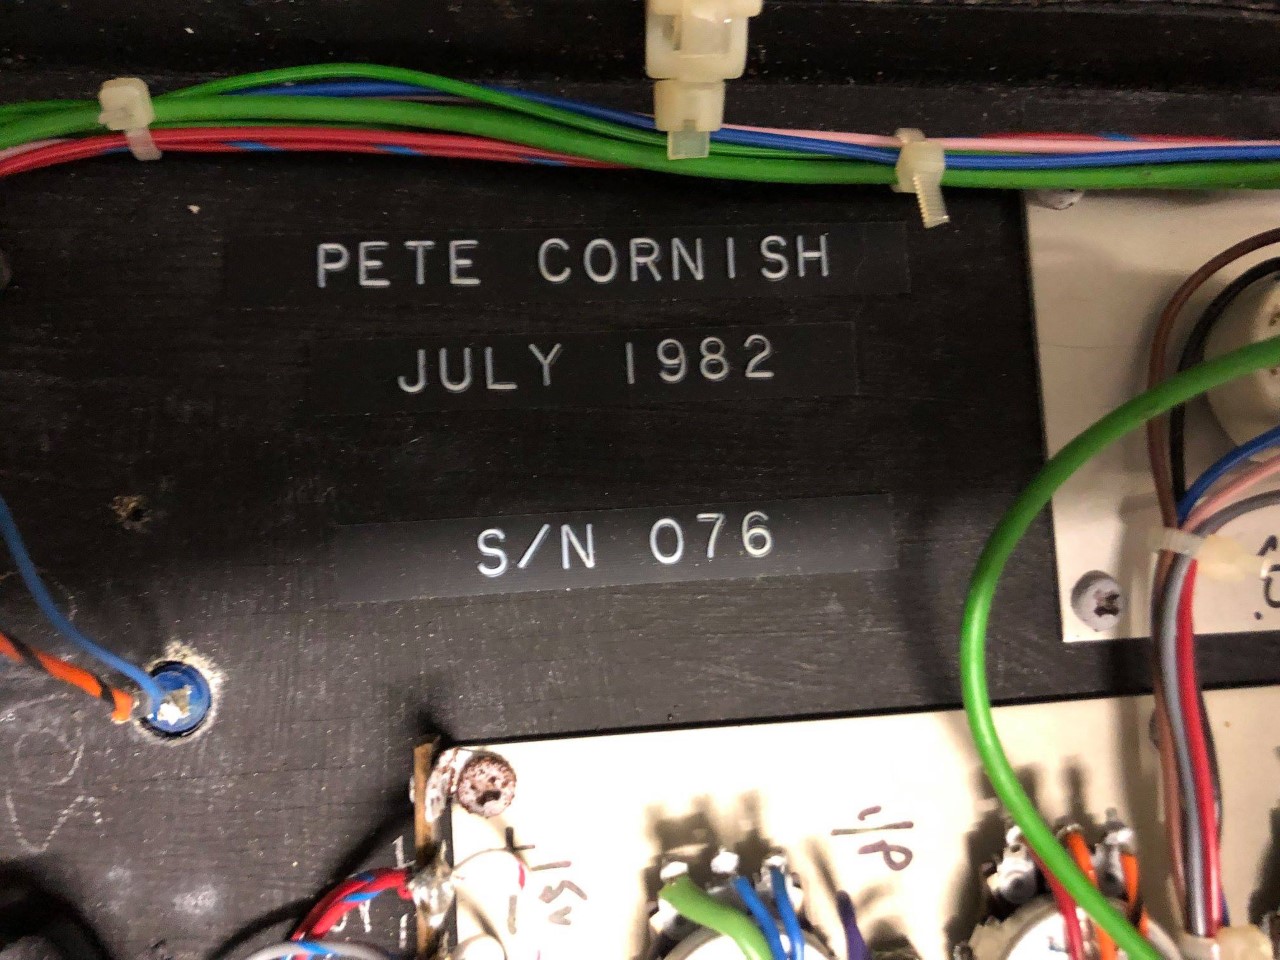 PETE CORNISH
JULY 1982
S/N 076
I/P